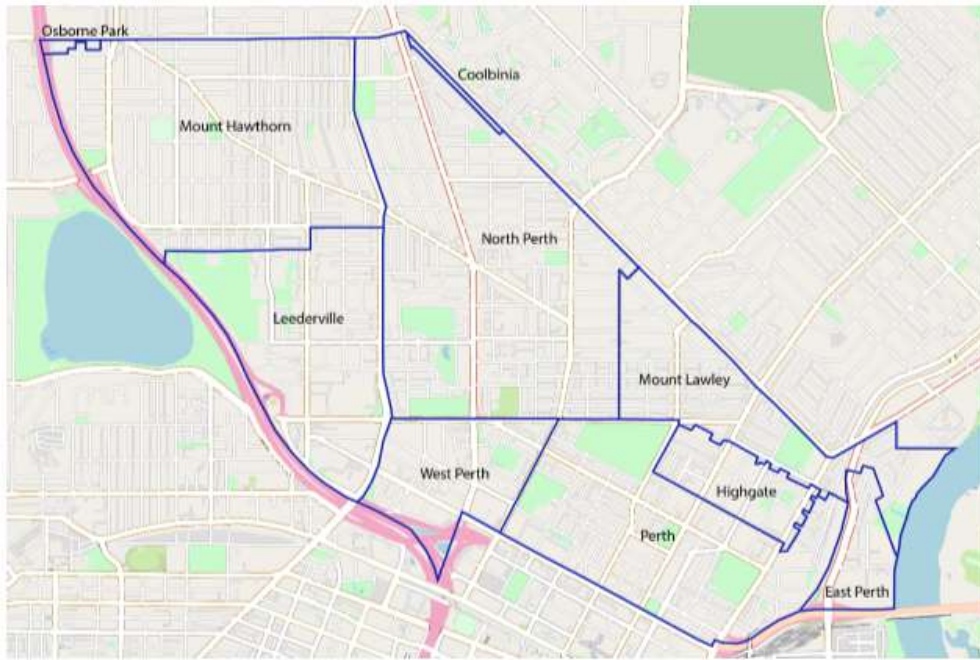 Osborne Park
Coolbinia
Mount Hawthorn
North Perth
Leederville
Mount Lawley
West Perth
Highgate
Perth
East Perth